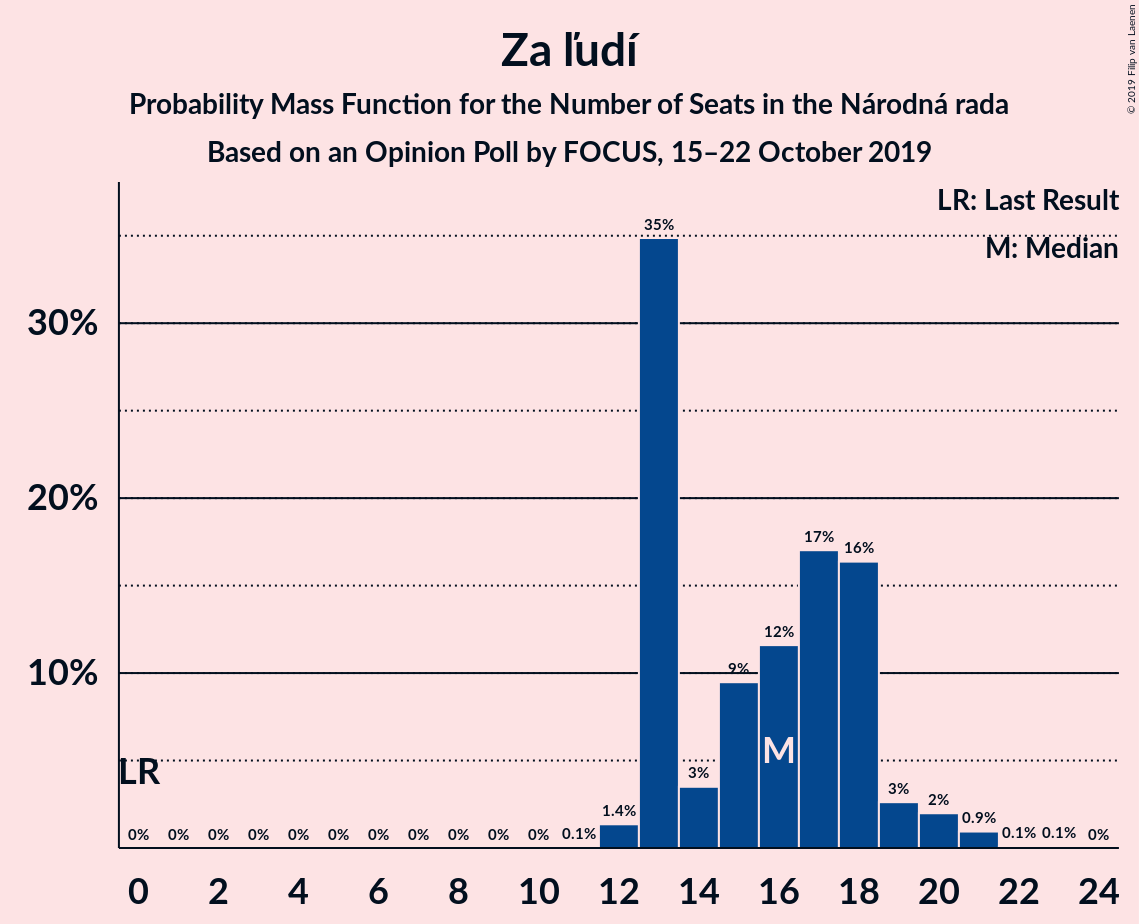 Za ľudí
Probability Mass Function for the Number of Seats in the Národná rada
Based on an Opinion Poll by FOCUS, 15–22 October 2019
© 2019 Filip van Laenen
LR: Last Result
M: Median
35%
30%
20%
17%
16%
12%
10%
9%
M
LR
3%
3%
2%
1.4%
0.9%
0% 0% 0% 0% 0% 0% 0% 0% 0% 0% 0% 0.1% 0.1% 0.1% 0%
0 2 4 6 8 10 12 14 16 18 20 22 24